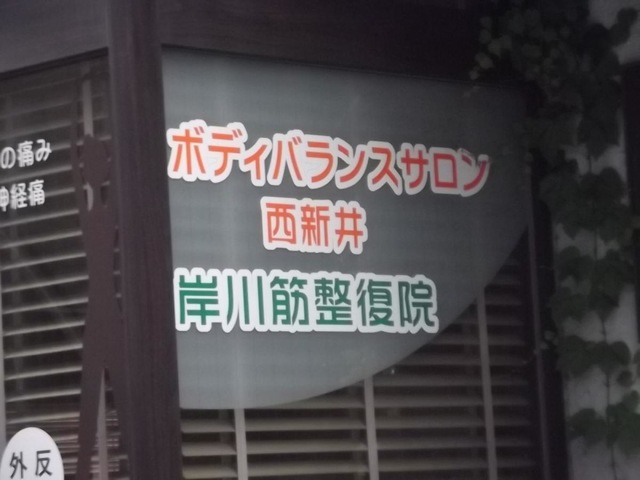 の痛み
神経痛
ボディバランスサロン
西新井
岸川筋整復院
外反